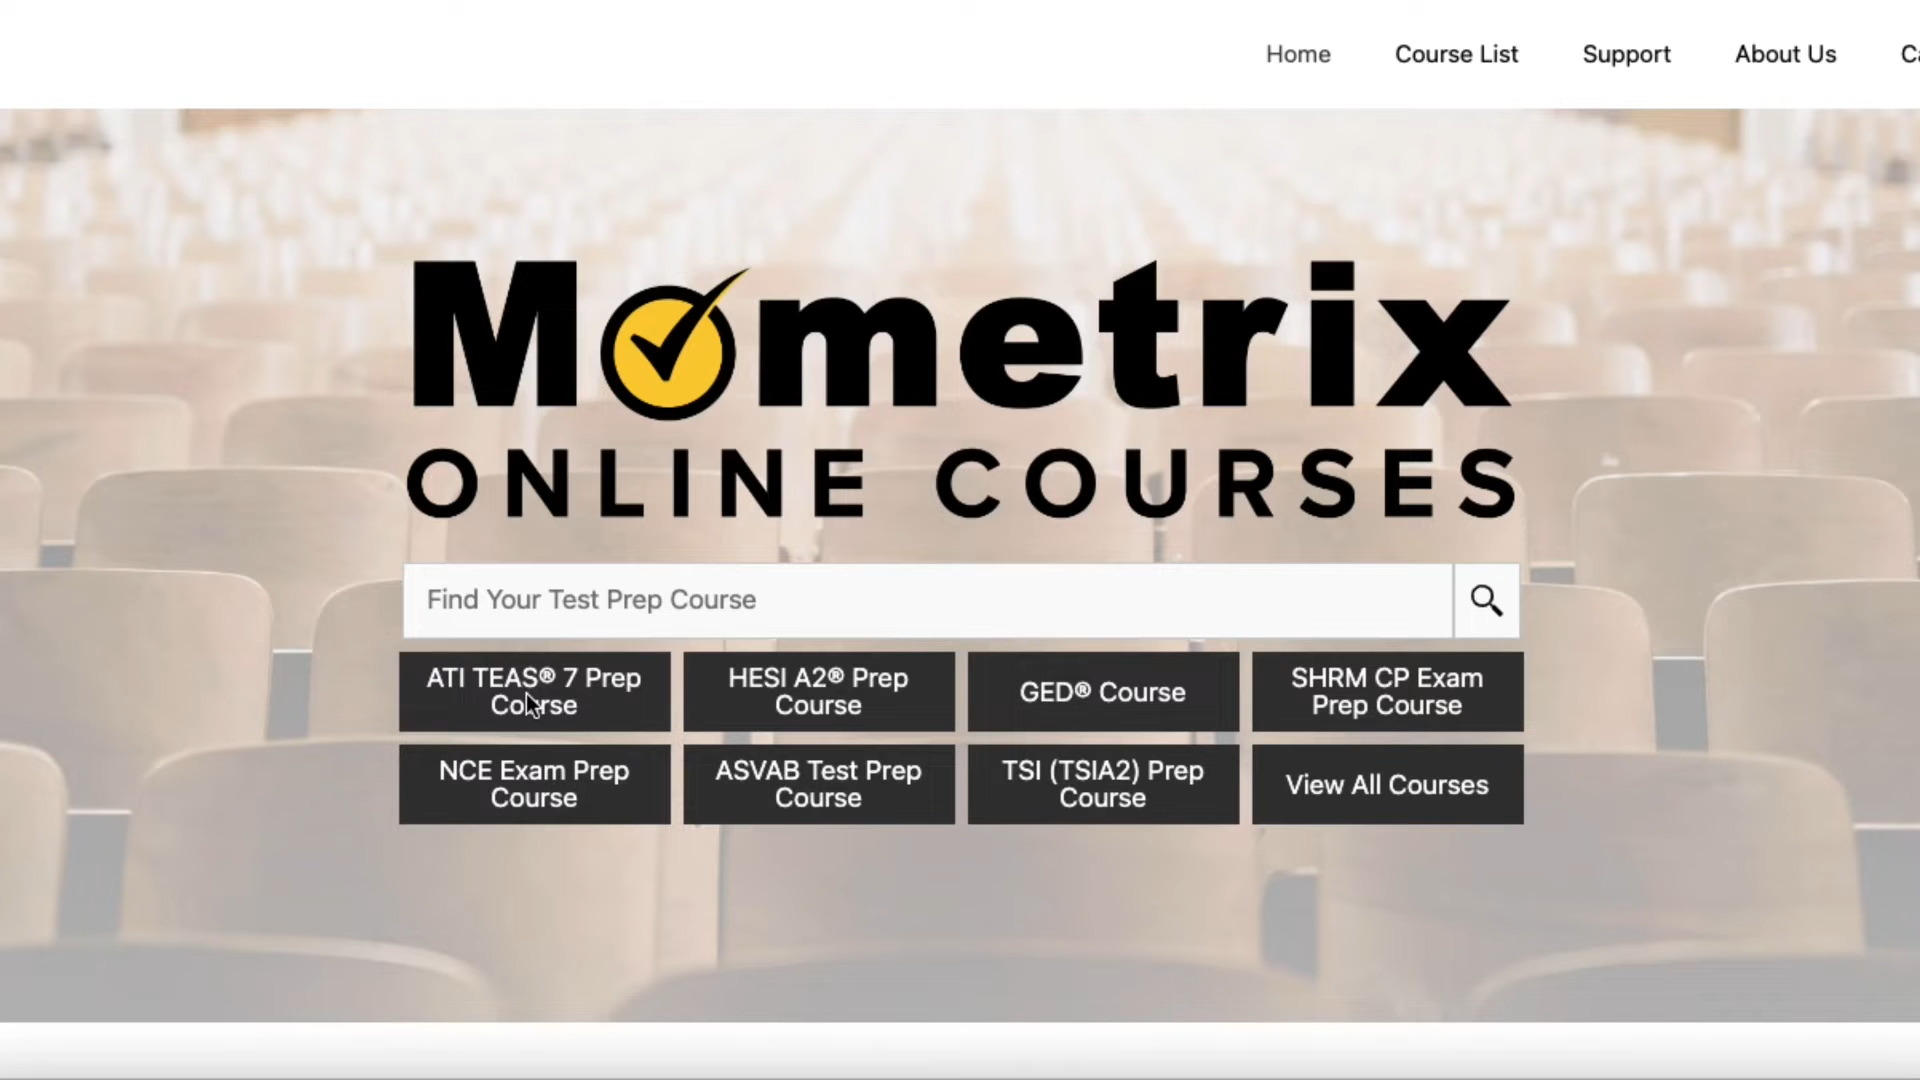 Home Course List Support About Us Ca
Mometrix
ONLINE COURSES
Find Your Test Prep Course
ATI TEAS® 7 Prep
Course
HESI A2® Prep
Course
GED® Course
SHRM CP Exam
Prep Course
NCE Exam Prep
Course
ASVAB Test Prep
Course
TSI (TSIA2) Prep
Course
View All Courses